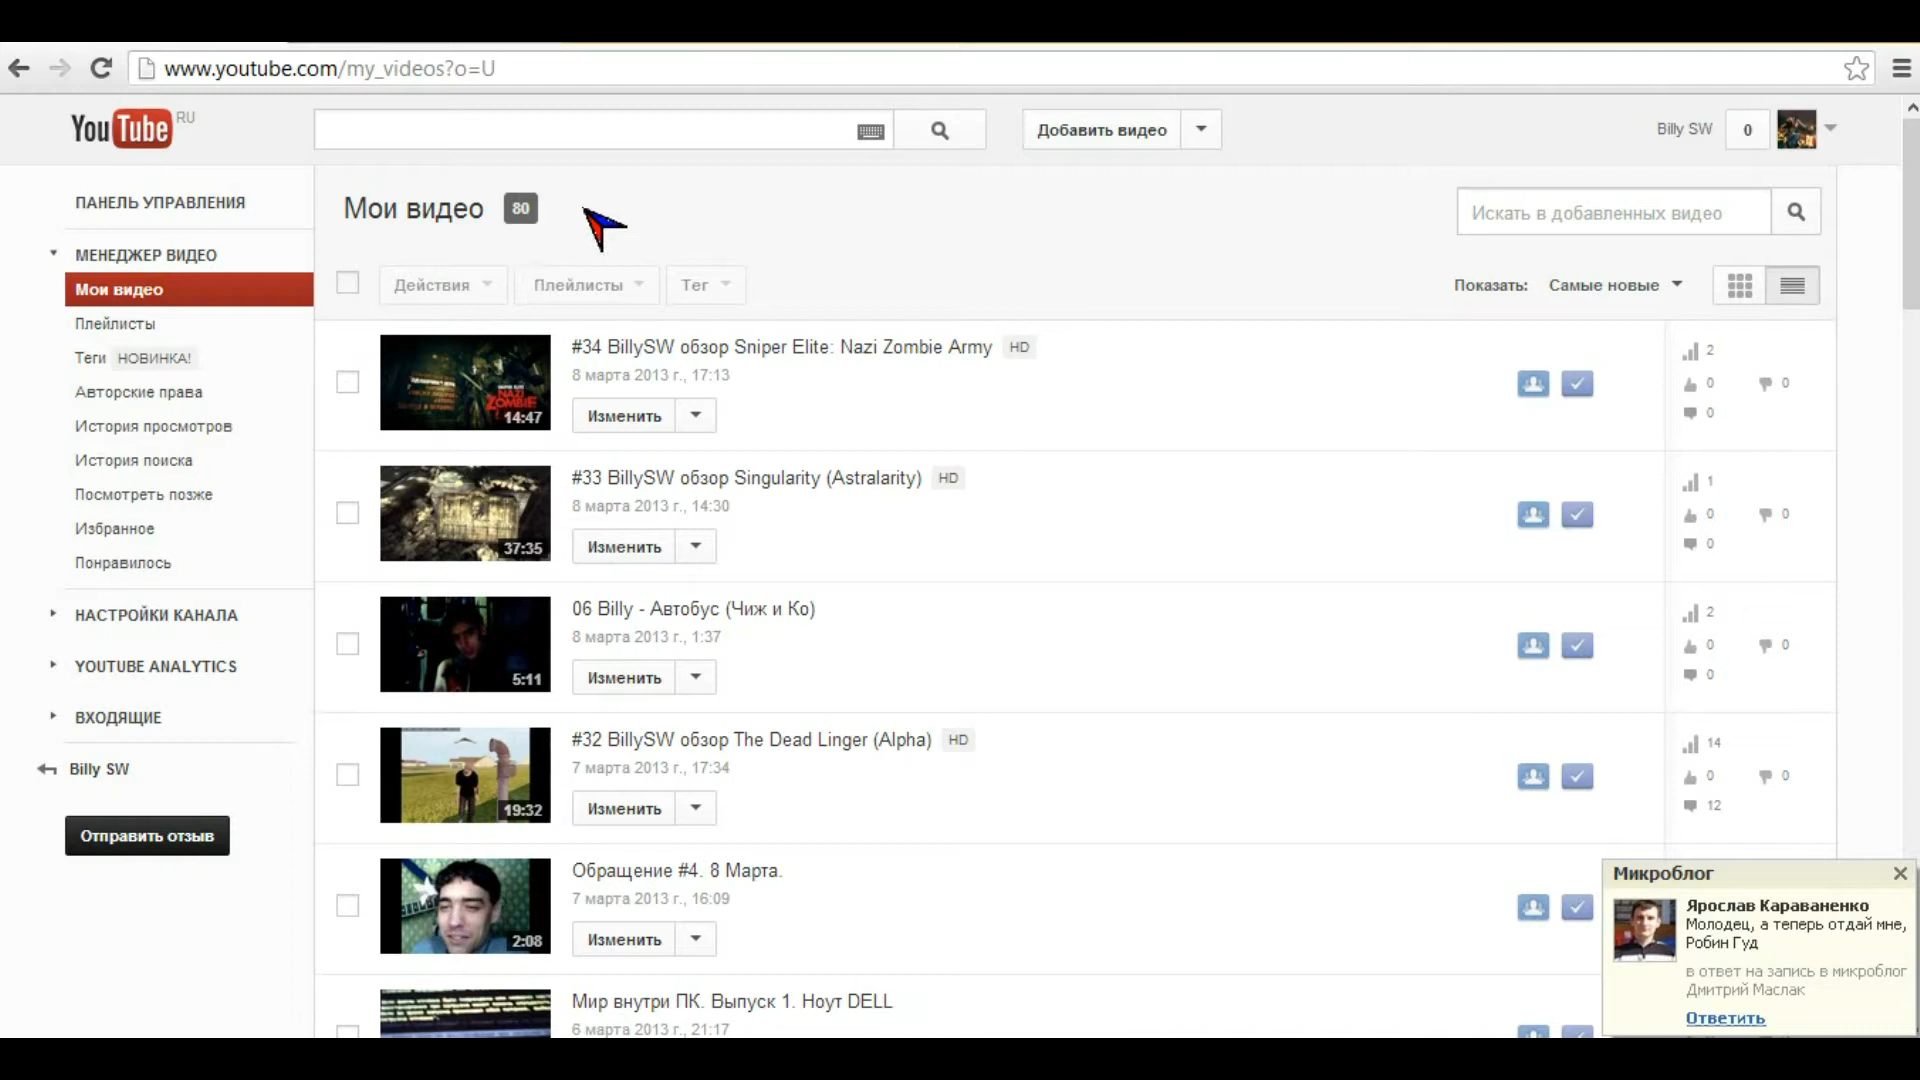 www.youtube.com/my_videos?o=U
YouTube RU
Добавить видео
Billy SW
0
ПАНЕЛЬ УПРАВЛЕНИЯ
МЕНЕДЖЕР ВИДЕО
Мои видео
Плейлисты
Теги НОВИНКА!
Авторские права
История просмотров
История поиска
Посмотреть позже
Избранное
Понравилось
НАСТРОЙКИ КАНАЛА
YOUTUBE ANALYTICS
ВХОДЯЩИЕ
Billy SW
Отправить отзыв
Мои видео 80
Искать в добавленных видео
Действия Плейлисты Тег
Показать: Самые новые
#34 BillySW обзор Sniper Elite: Nazi Zombie Army HD
8 марта 2013 г., 17:13
Изменить
NAZI
ZOMBIE
14:47
2
0 0
0
#33 BillySW обзор Singularity (Astralarity) HD
8 марта 2013 г., 14:30
Изменить
37:35
1
0 0
0
06 Billy - Автобус (Чиж и Ко)
8 марта 2013 г., 1:37
Изменить
5:11
2
0 0
0
#32 BillySW обзор The Dead Linger (Alpha) HD
7 марта 2013 г., 17:34
Изменить
19:32
14
0 0
12
Обращение #4. 8 Марта.
7 марта 2013 г., 16:09
Изменить
2:08
Мир внутри ПК. Выпуск 1. Ноут DELL
6 марта 2013 г., 21:17
Микроблог
Ярослав Караваненко
Молодец, а теперь отдай мне,
Робин Гуд
в ответ на запись в микроблог
Дмитрий Маслак
Ответить